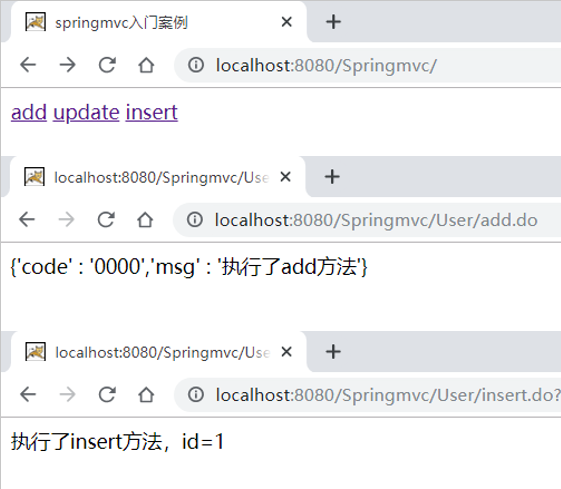 springmvc入门案例
localhost:8080/Springmvc/
add update insert
localhost:8080/Springmvc/Use
localhost:8080/Springmvc/User/add.do
{'code' : '0000','msg' : '执行了add方法'}
localhost:8080/Springmvc/Use
localhost:8080/Springmvc/User/insert.do?
执行了insert方法，id=1